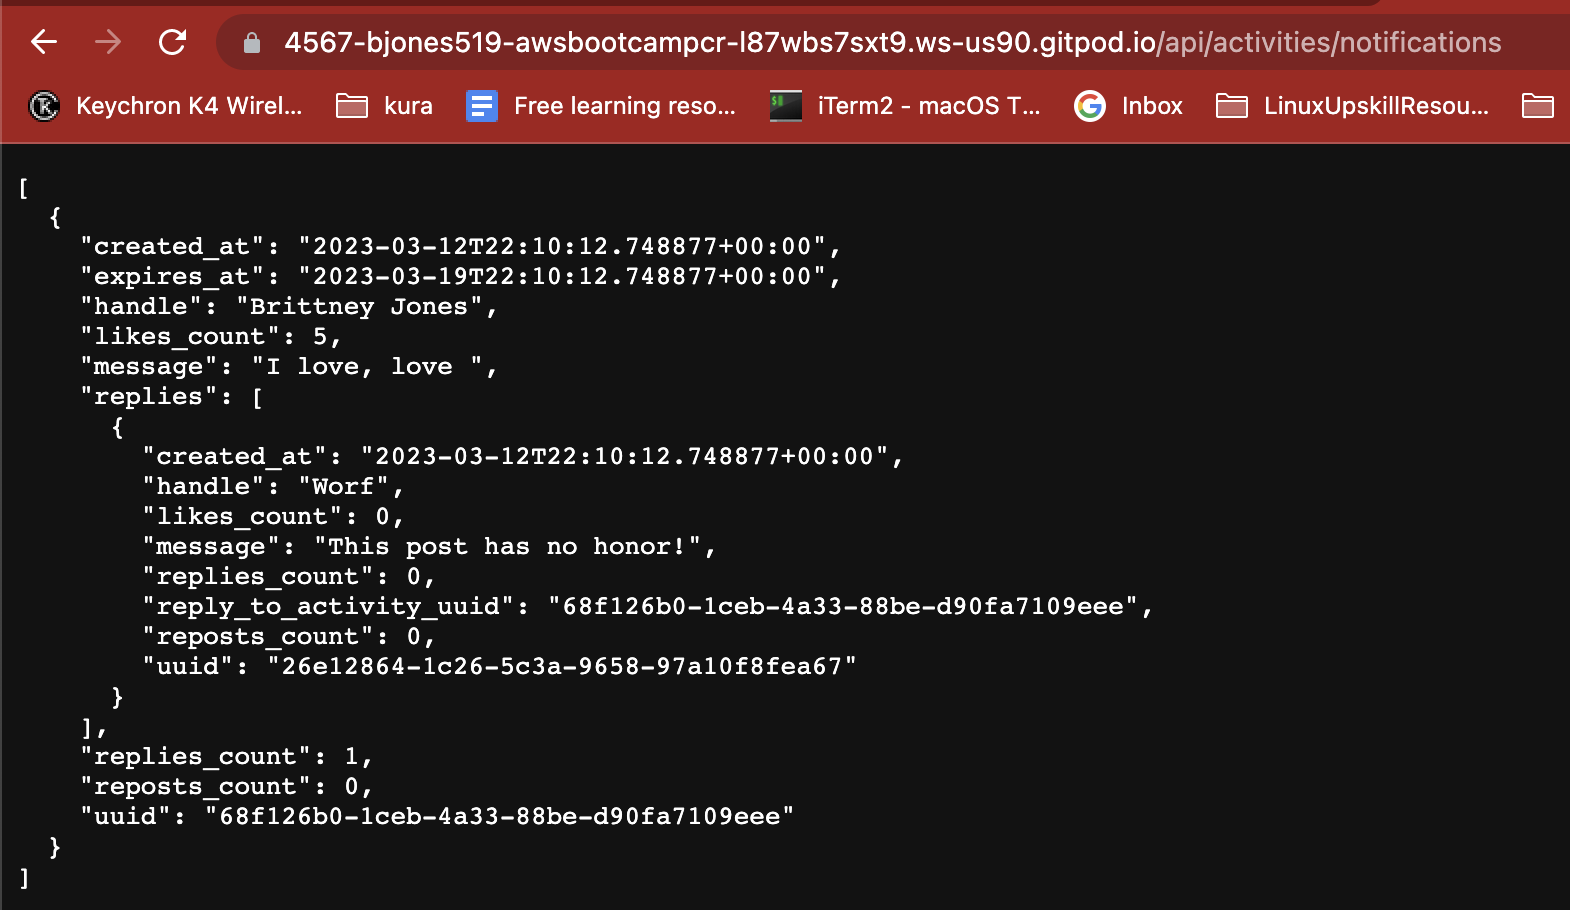 4567-bjones519-awsbootcampcr-l87wbs7sxt9.ws-us90.gitpod.io/api/activities/notifications
Keychron K4 Wirel... kura Free learning reso... iTerm2 - macOS T... Inbox LinuxUpskillResou...
[
  {
    "created_at": "2023-03-12T22:10:12.748877+00:00",
    "expires_at": "2023-03-19T22:10:12.748877+00:00",
    "handle": "Brittney Jones",
    "likes_count": 5,
    "message": "I love, love ",
    "replies": [
      {
        "created_at": "2023-03-12T22:10:12.748877+00:00",
        "handle": "Worf",
        "likes_count": 0,
        "message": "This post has no honor!",
        "replies_count": 0,
        "reply_to_activity_uuid": "68f126b0-1ceb-4a33-88be-d90fa7109eee",
        "reposts_count": 0,
        "uuid": "26e12864-1c26-5c3a-9658-97a10f8fea67"
      }
    ],
    "replies_count": 1,
    "reposts_count": 0,
    "uuid": "68f126b0-1ceb-4a33-88be-d90fa7109eee"
  }
]